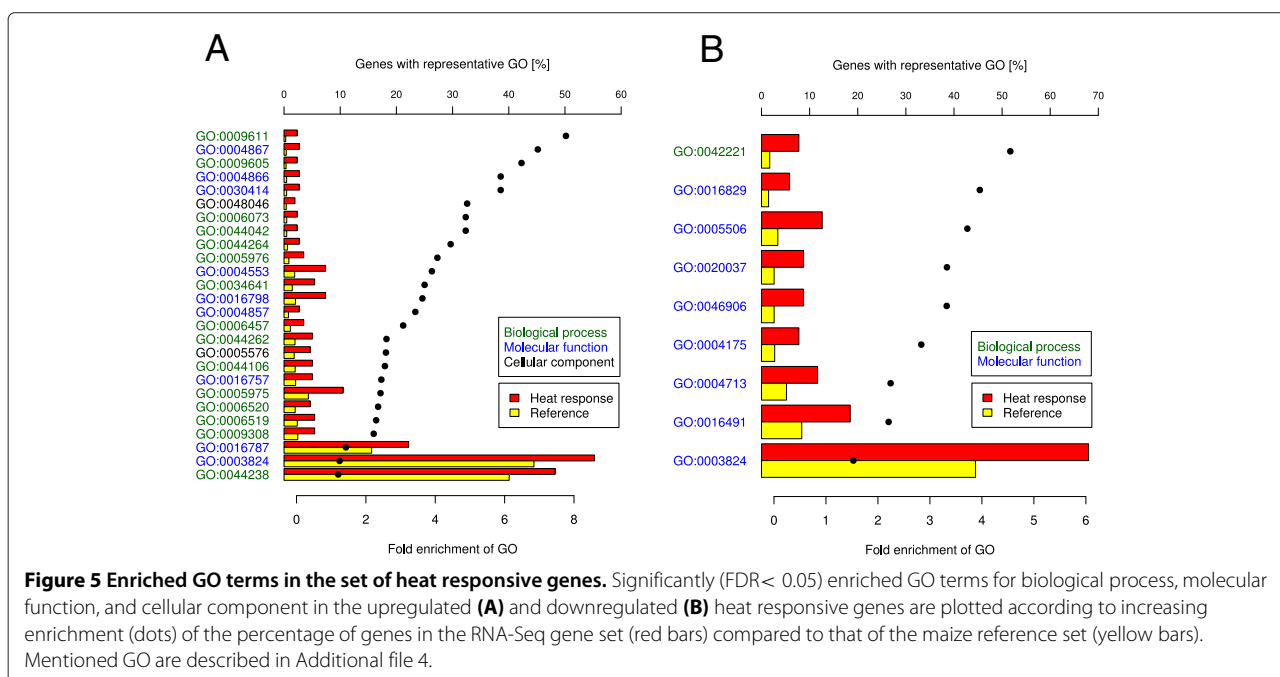 A
Genes with representative GO [%]
0 10 20 30 40 50 60
GO:0009611
GO:0004867
GO:0009605
GO:0004866
GO:0030414
GO:0048046
GO:0006073
GO:0044042
GO:0044264
GO:0005976
GO:0004553
GO:0034641
GO:0016798
GO:0004857
GO:0006457
GO:0044262
GO:0005576
GO:0044106
GO:0016757
GO:0005975
GO:0006520
GO:0006519
GO:0009308
GO:0016787
GO:0003824
GO:0044238
Biological process
Molecular function
Cellular component
Heat response
Reference
0 2 4 6 8
Fold enrichment of GO
B
Genes with representative GO [%]
0 10 20 30 40 50 60 70
GO:0042221
GO:0016829
GO:0005506
GO:0020037
GO:0046906
GO:0004175
GO:0004713
GO:0016491
GO:0003824
Biological process
Molecular function
Heat response
Reference
0 1 2 3 4 5 6
Fold enrichment of GO
Figure 5 Enriched GO terms in the set of heat responsive genes. Significantly (FDR< 0.05) enriched GO terms for biological process, molecular
function, and cellular component in the upregulated (A) and downregulated (B) heat responsive genes are plotted according to increasing
enrichment (dots) of the percentage of genes in the RNA-Seq gene set (red bars) compared to that of the maize reference set (yellow bars).
Mentioned GO are described in Additional file 4.